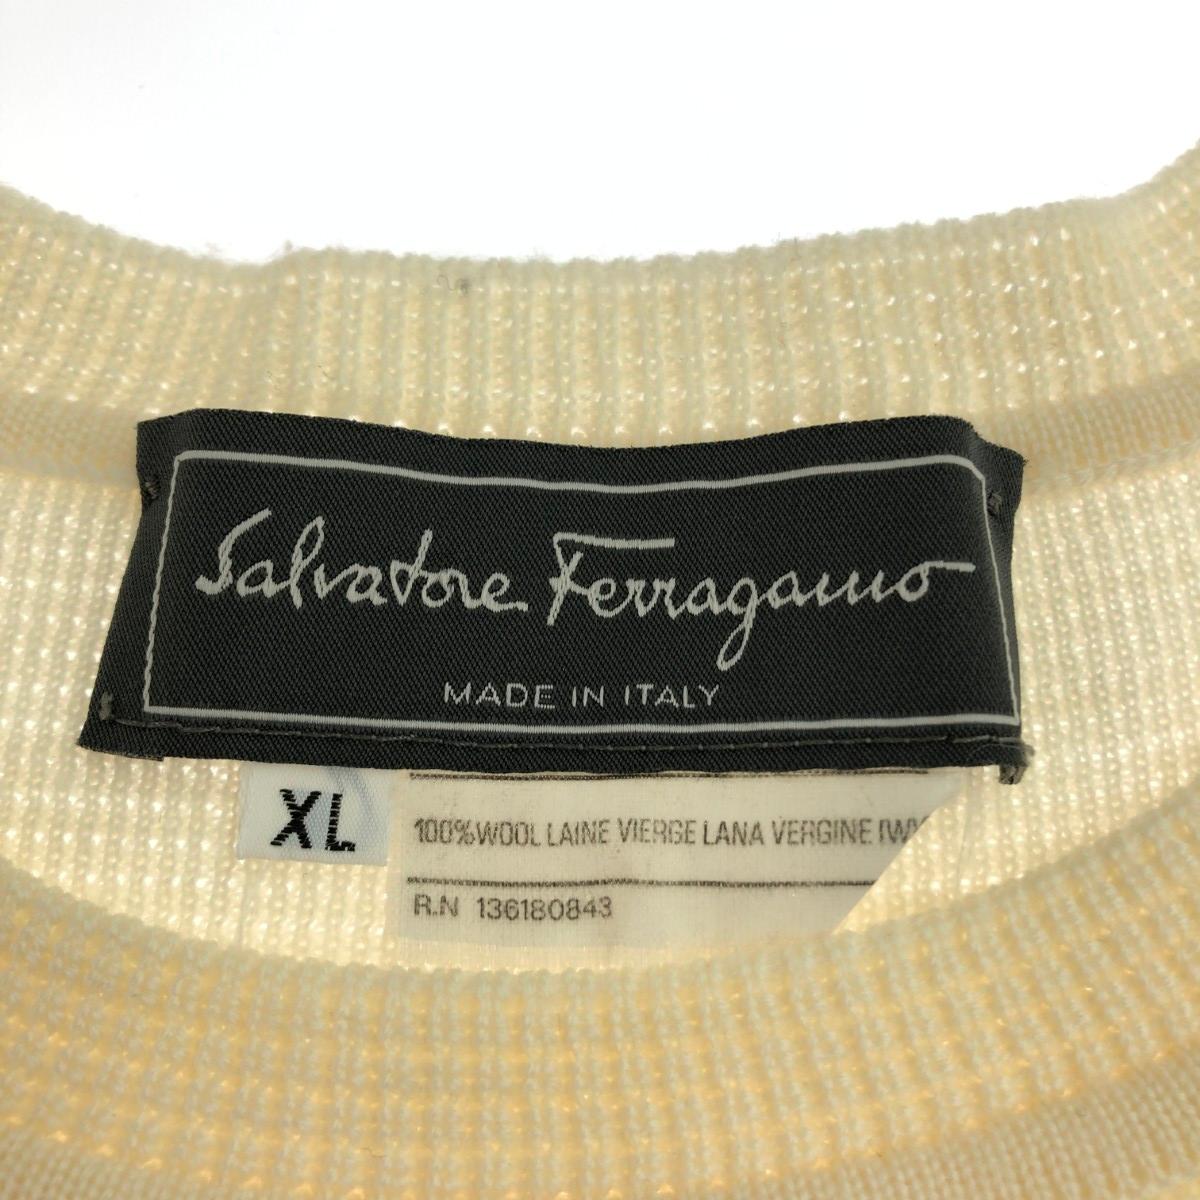 Salvatore Ferragamo
MADE IN ITALY
XL
100%WOOL LAINE VIERGE LANA VERGINE (W)
R.N 136180843